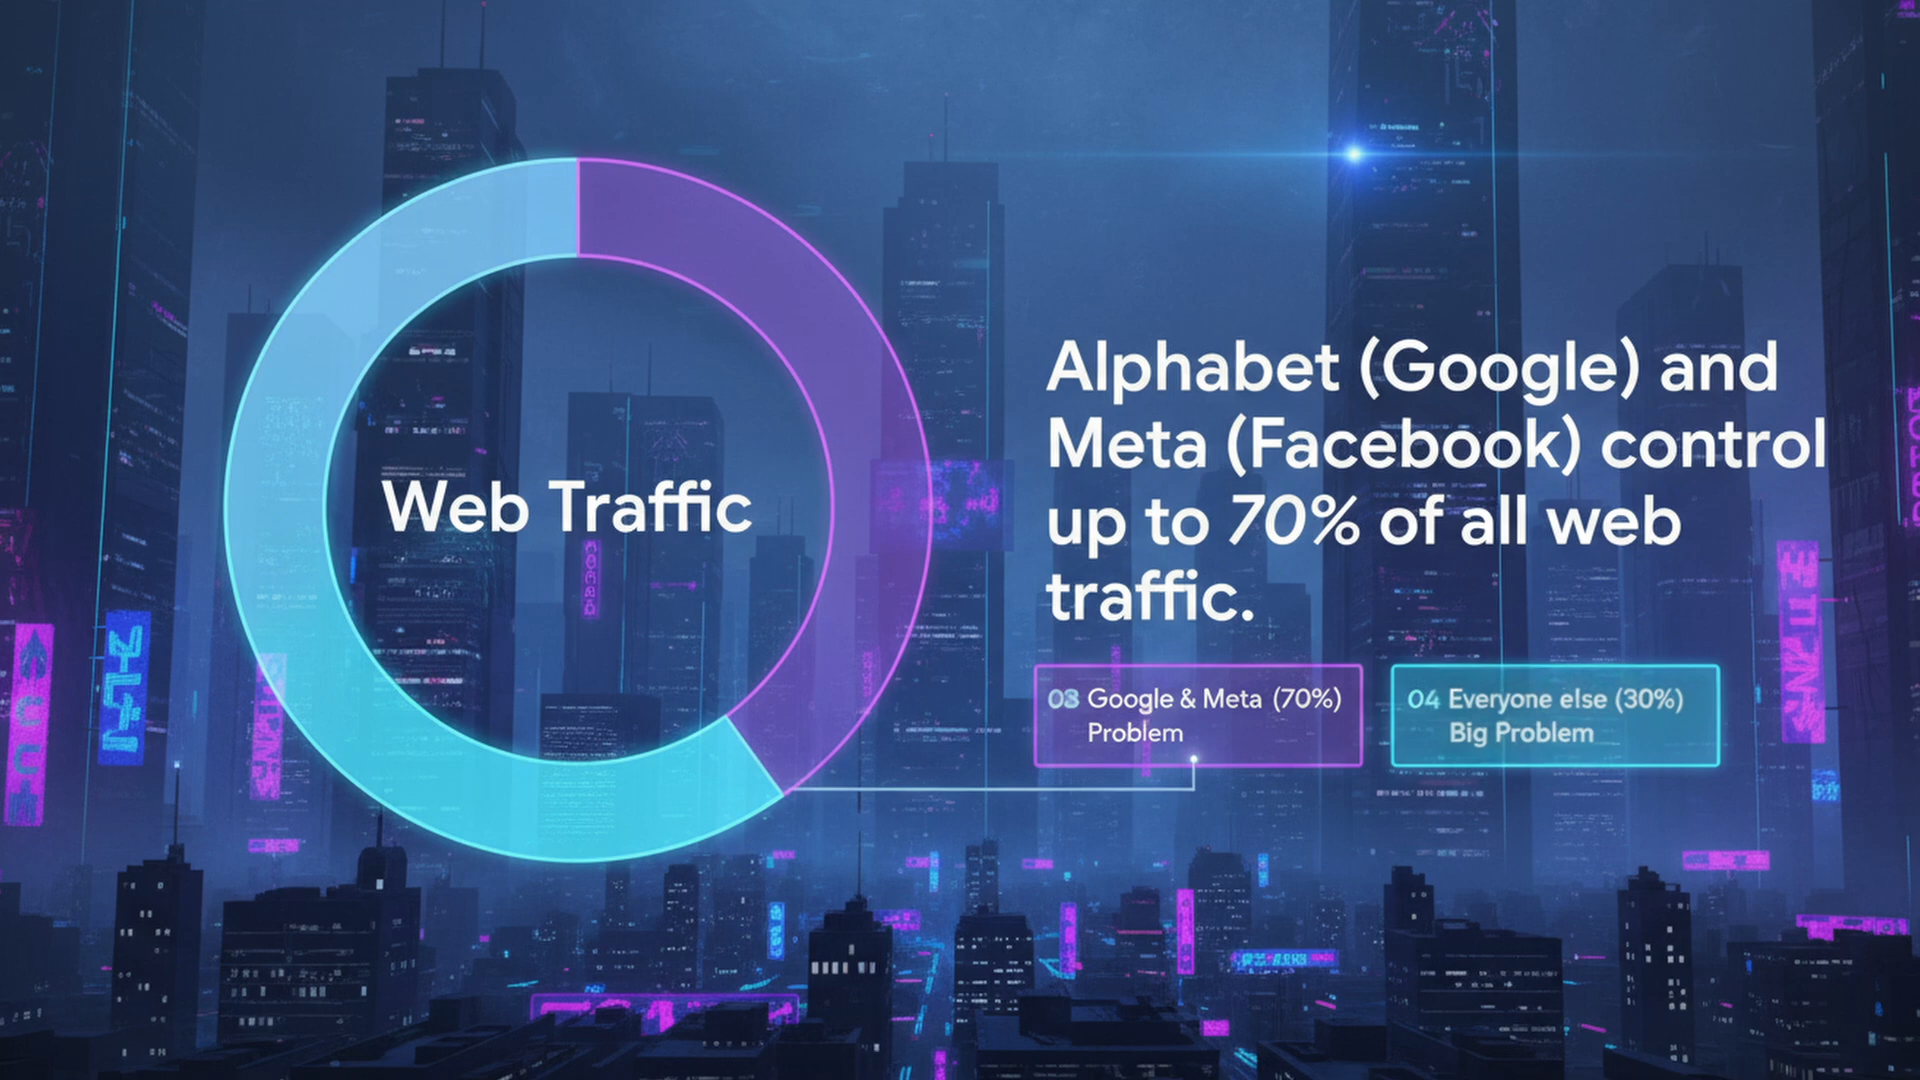 Web Traffic
Alphabet (Google) and
Meta (Facebook) control
up to 70% of all web
traffic.
03 Google & Meta (70%)
Problem
04 Everyone else (30%)
Big Problem